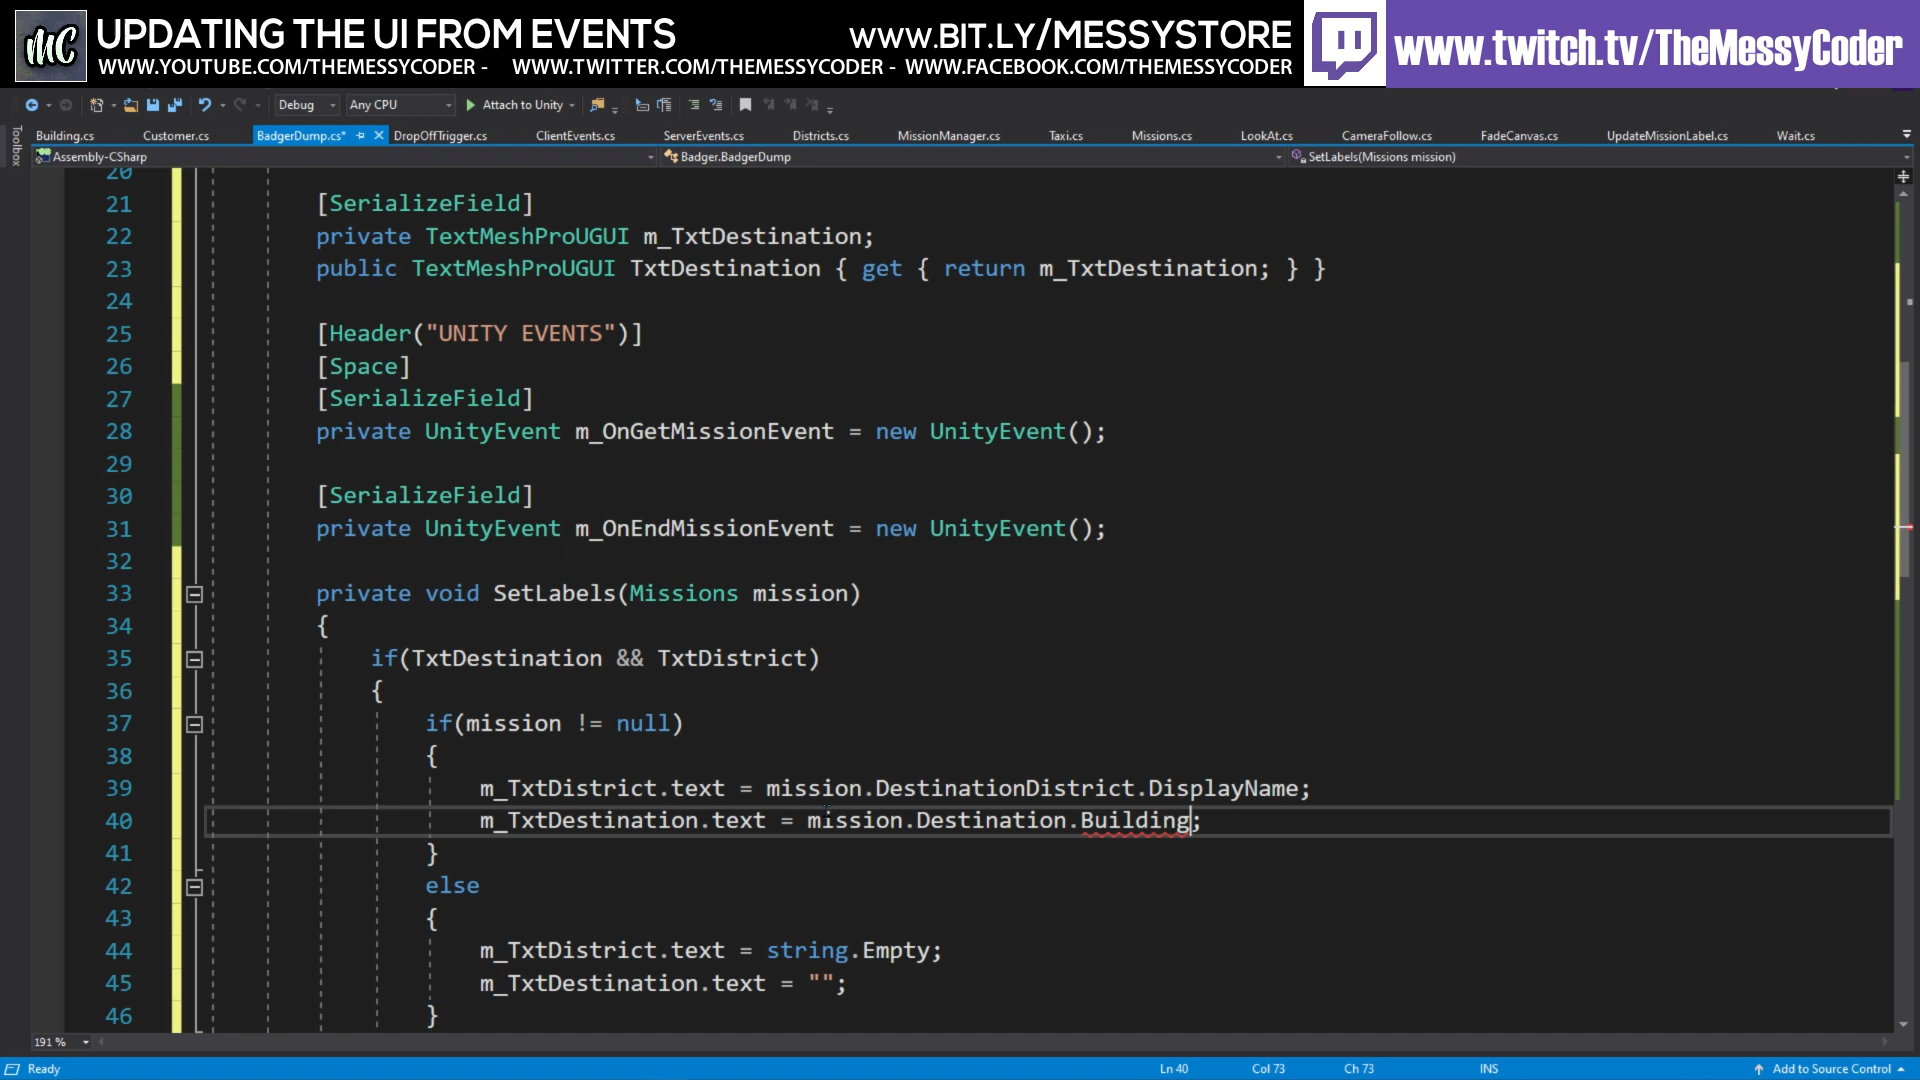 mc UPDATING THE UI FROM EVENTS WWW.BIT.LY/MESSYSTORE www.twitch.tv/TheMessyCoder
WWW.YOUTUBE.COM/THEMESSYCODER - WWW.TWITTER.COM/THEMESSYCODER - WWW.FACEBOOK.COM/THEMESSYCODER
Debug Any CPU Attach to Unity
Toolbox
Building.cs Customer.cs BadgerDump.cs* DropOffTrigger.cs ClientEvents.cs ServerEvents.cs Districts.cs MissionManager.cs Taxi.cs Missions.cs LookAt.cs CameraFollow.cs FadeCanvas.cs UpdateMissionLabel.cs Wait.cs
Assembly-CSharp Badger.BadgerDump SetLabels(Missions mission)
20
21 [SerializeField]
22 private TextMeshProUGUI m_TxtDestination;
23 public TextMeshProUGUI TxtDestination { get { return m_TxtDestination; } }
24
25 [Header("UNITY EVENTS")]
26 [Space]
27 [SerializeField]
28 private UnityEvent m_OnGetMissionEvent = new UnityEvent();
29
30 [SerializeField]
31 private UnityEvent m_OnEndMissionEvent = new UnityEvent();
32
33 private void SetLabels(Missions mission)
34 {
35 if(TxtDestination && TxtDistrict)
36 {
37 if(mission != null)
38 {
39 m_TxtDistrict.text = mission.DestinationDistrict.DisplayName;
40 m_TxtDestination.text = mission.Destination.Building;
41 }
42 else
43 {
44 m_TxtDistrict.text = string.Empty;
45 m_TxtDestination.text = "";
46 }
191 %
Ready Ln 40 Col 73 Ch 73 INS Add to Source Control